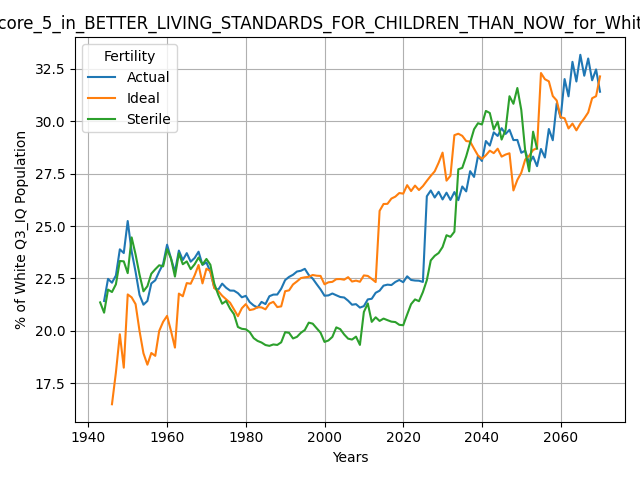 core_5_in_BETTER_LIVING_STANDARDS_FOR_CHILDREN_THAN_NOW_for_Whit
Fertility
Actual
Ideal
Sterile
% of White Q3_IQ Population
32.5
30.0
27.5
25.0
22.5
20.0
17.5
1940 1960 1980 2000 2020 2040 2060
Years